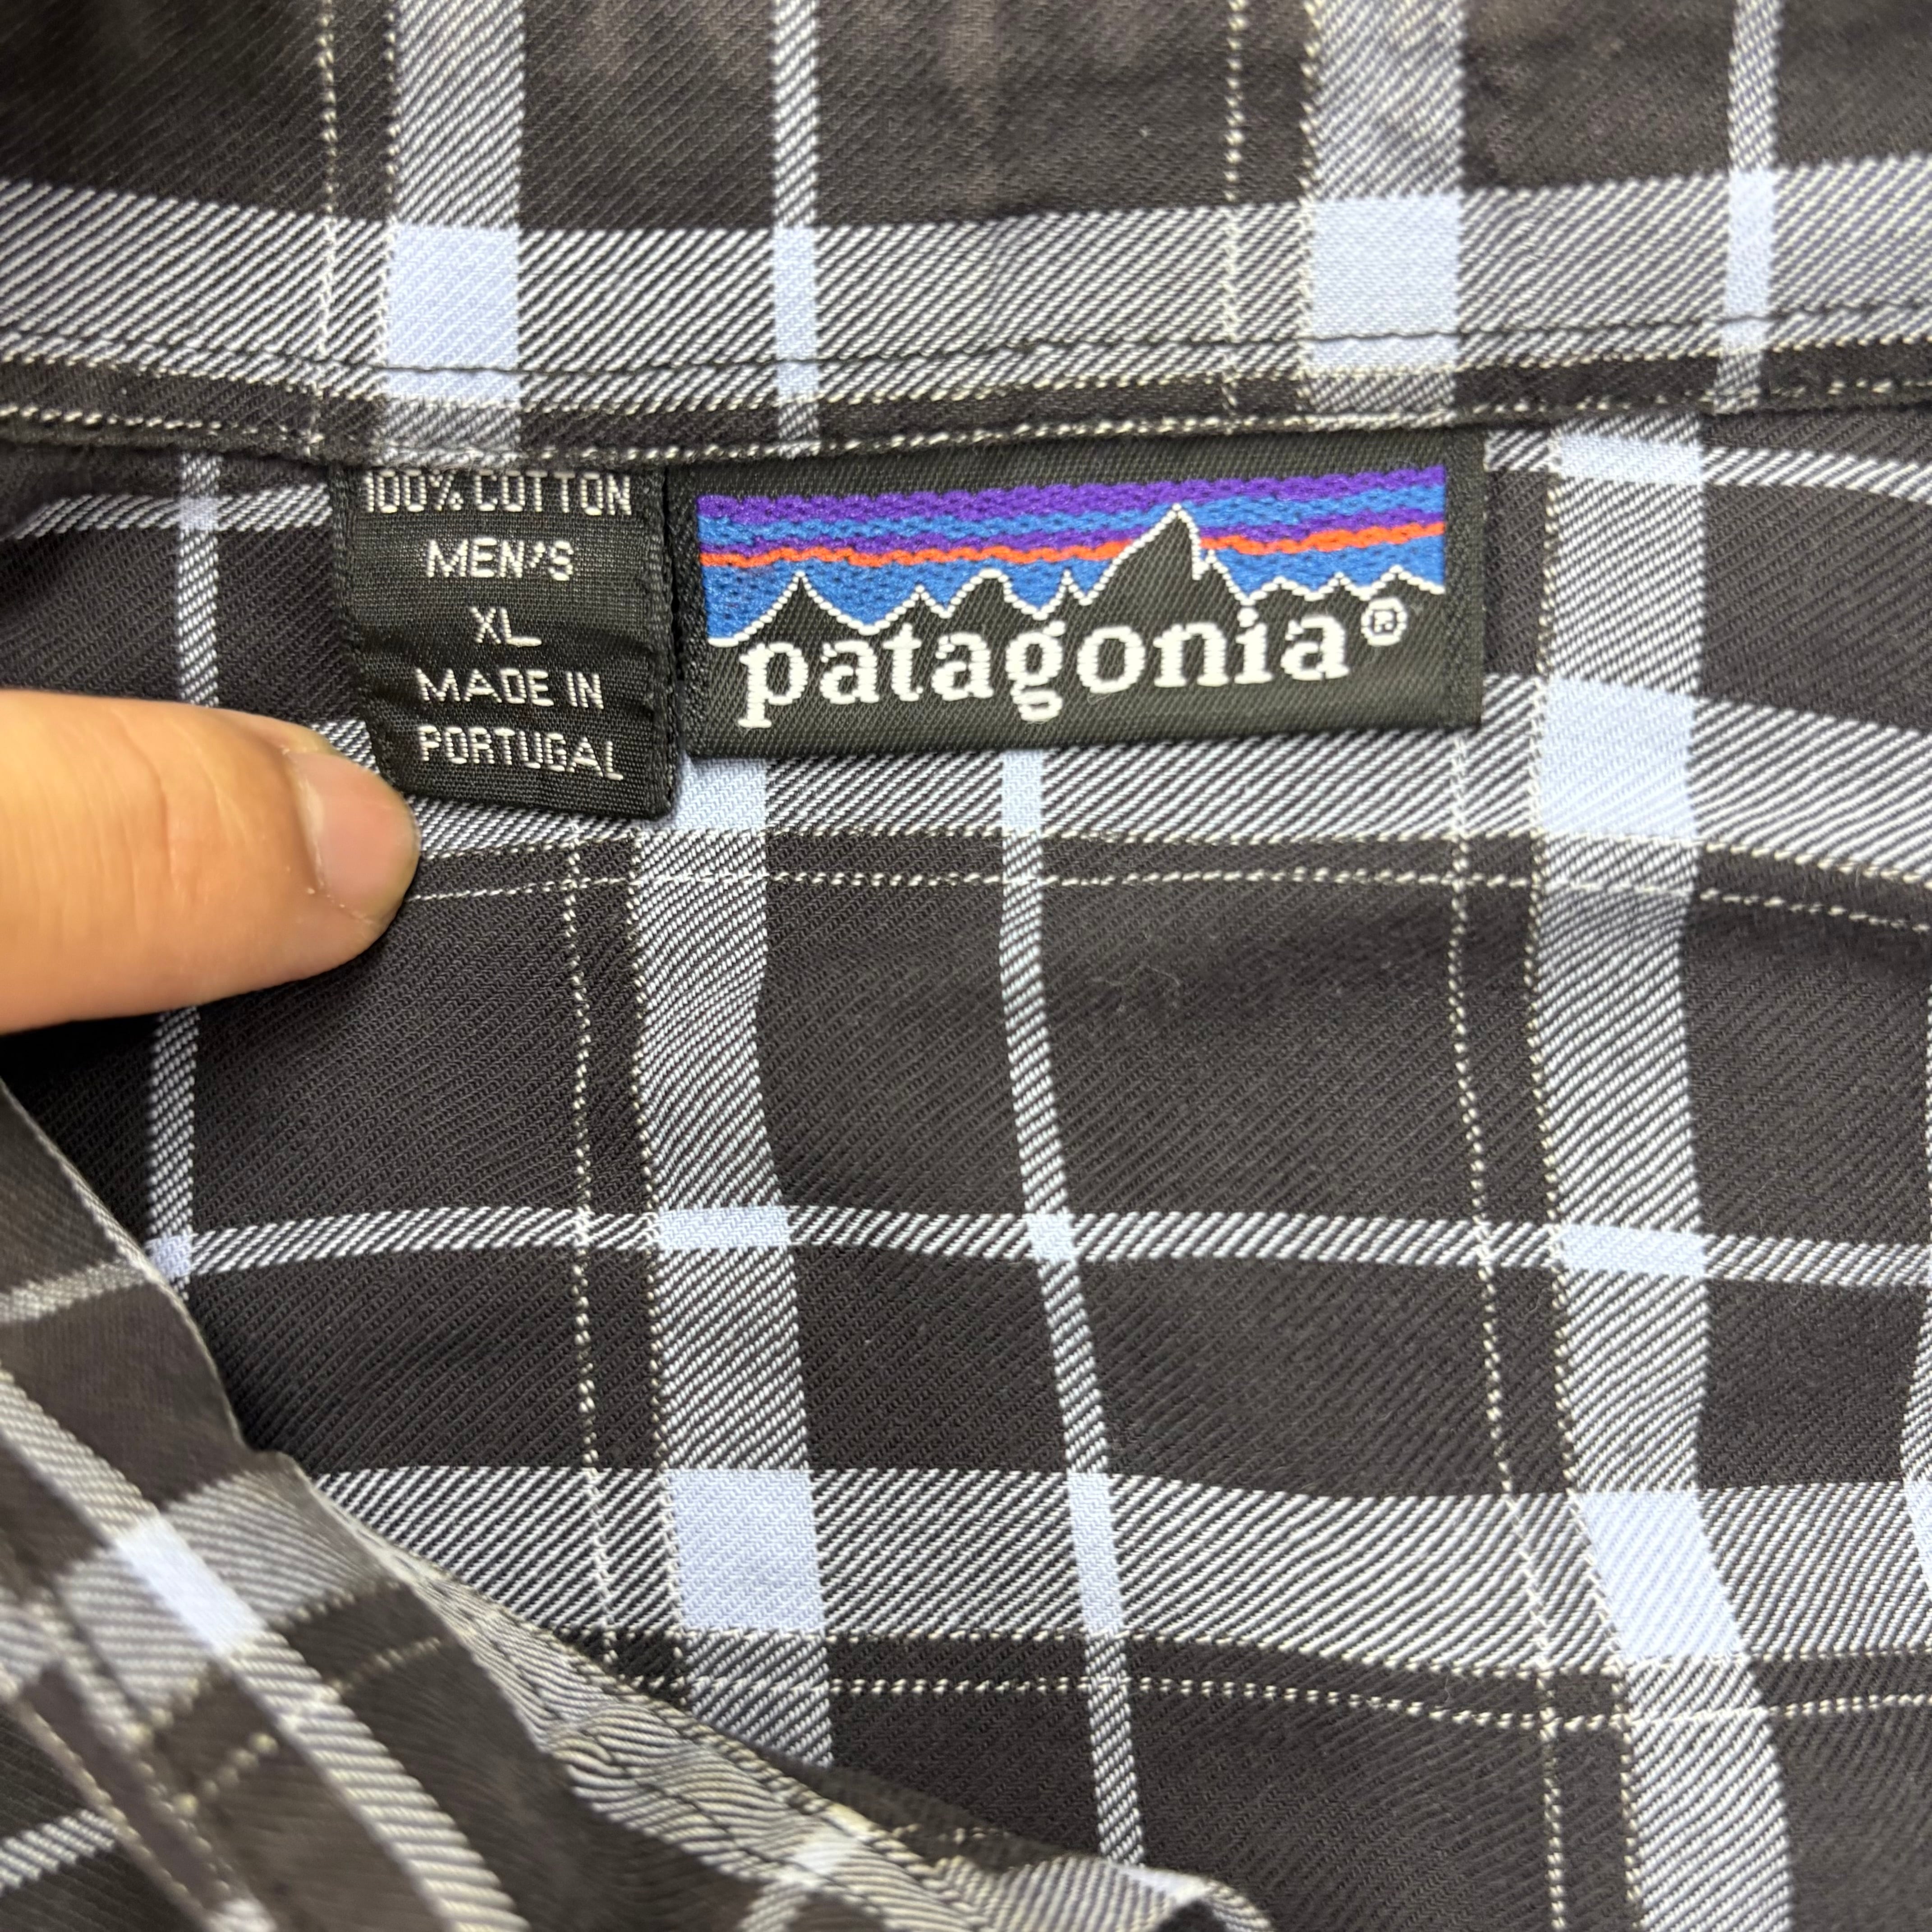 100% COTTON
MEN'S
XL
MADE IN
PORTUGAL
patagonia®